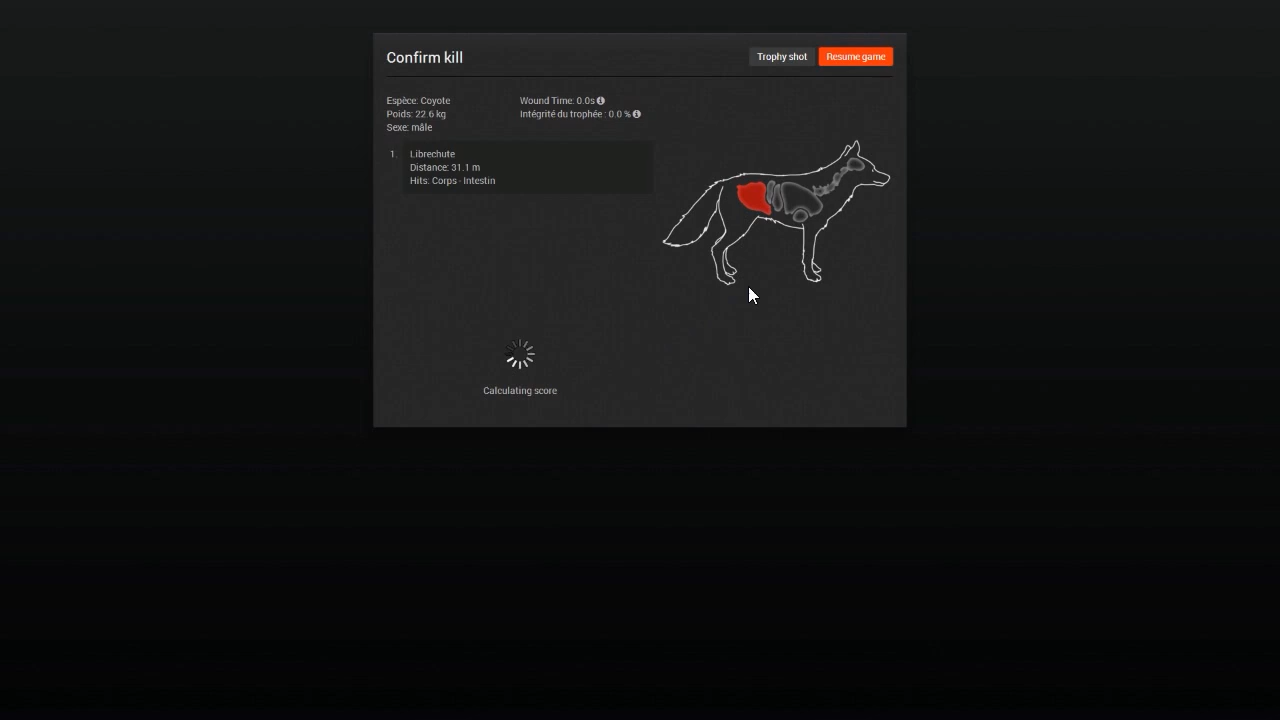 Confirm kill
Trophy shot
Resume game
Espèce: Coyote
Poids: 22.6 kg
Sexe: mâle
Wound Time: 0.0s
Intégrité du trophée : 0.0 %
1. Librechute
Distance: 31.1 m
Hits: Corps - Intestin
Calculating score